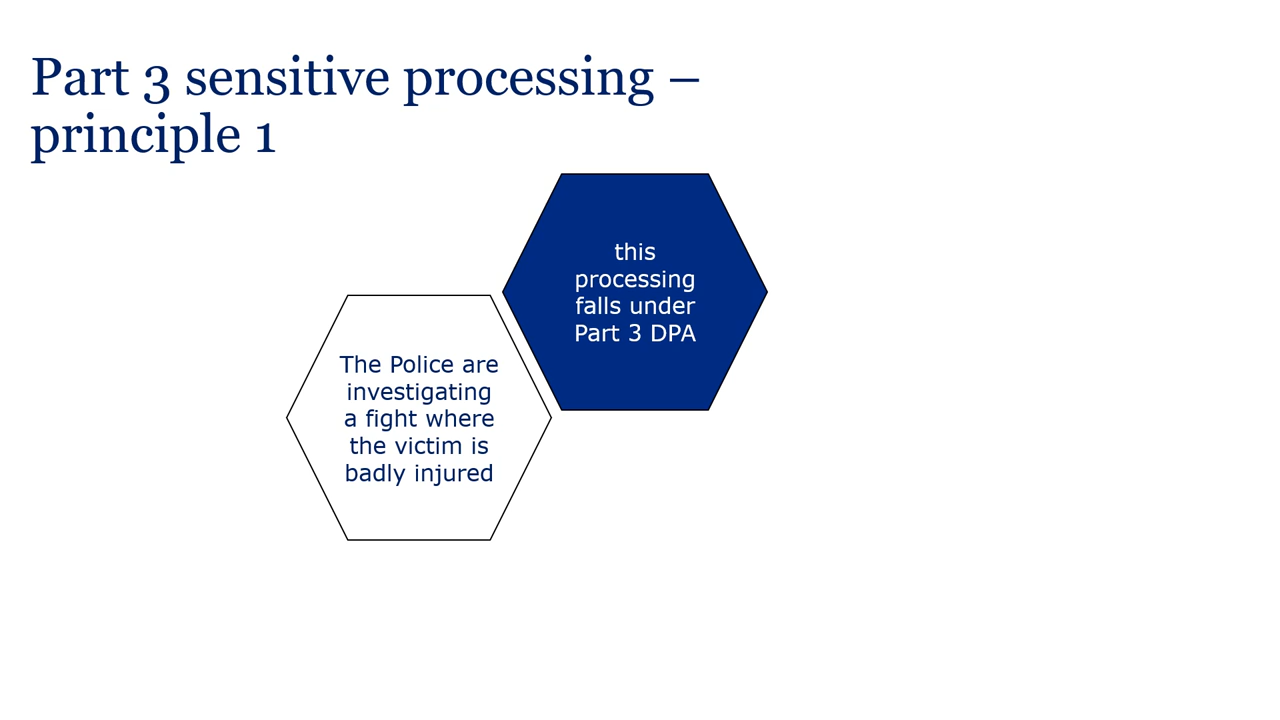 Part 3 sensitive processing –
principle 1
this
processing
falls under
Part 3 DPA
The Police are
investigating
a fight where
the victim is
badly injured